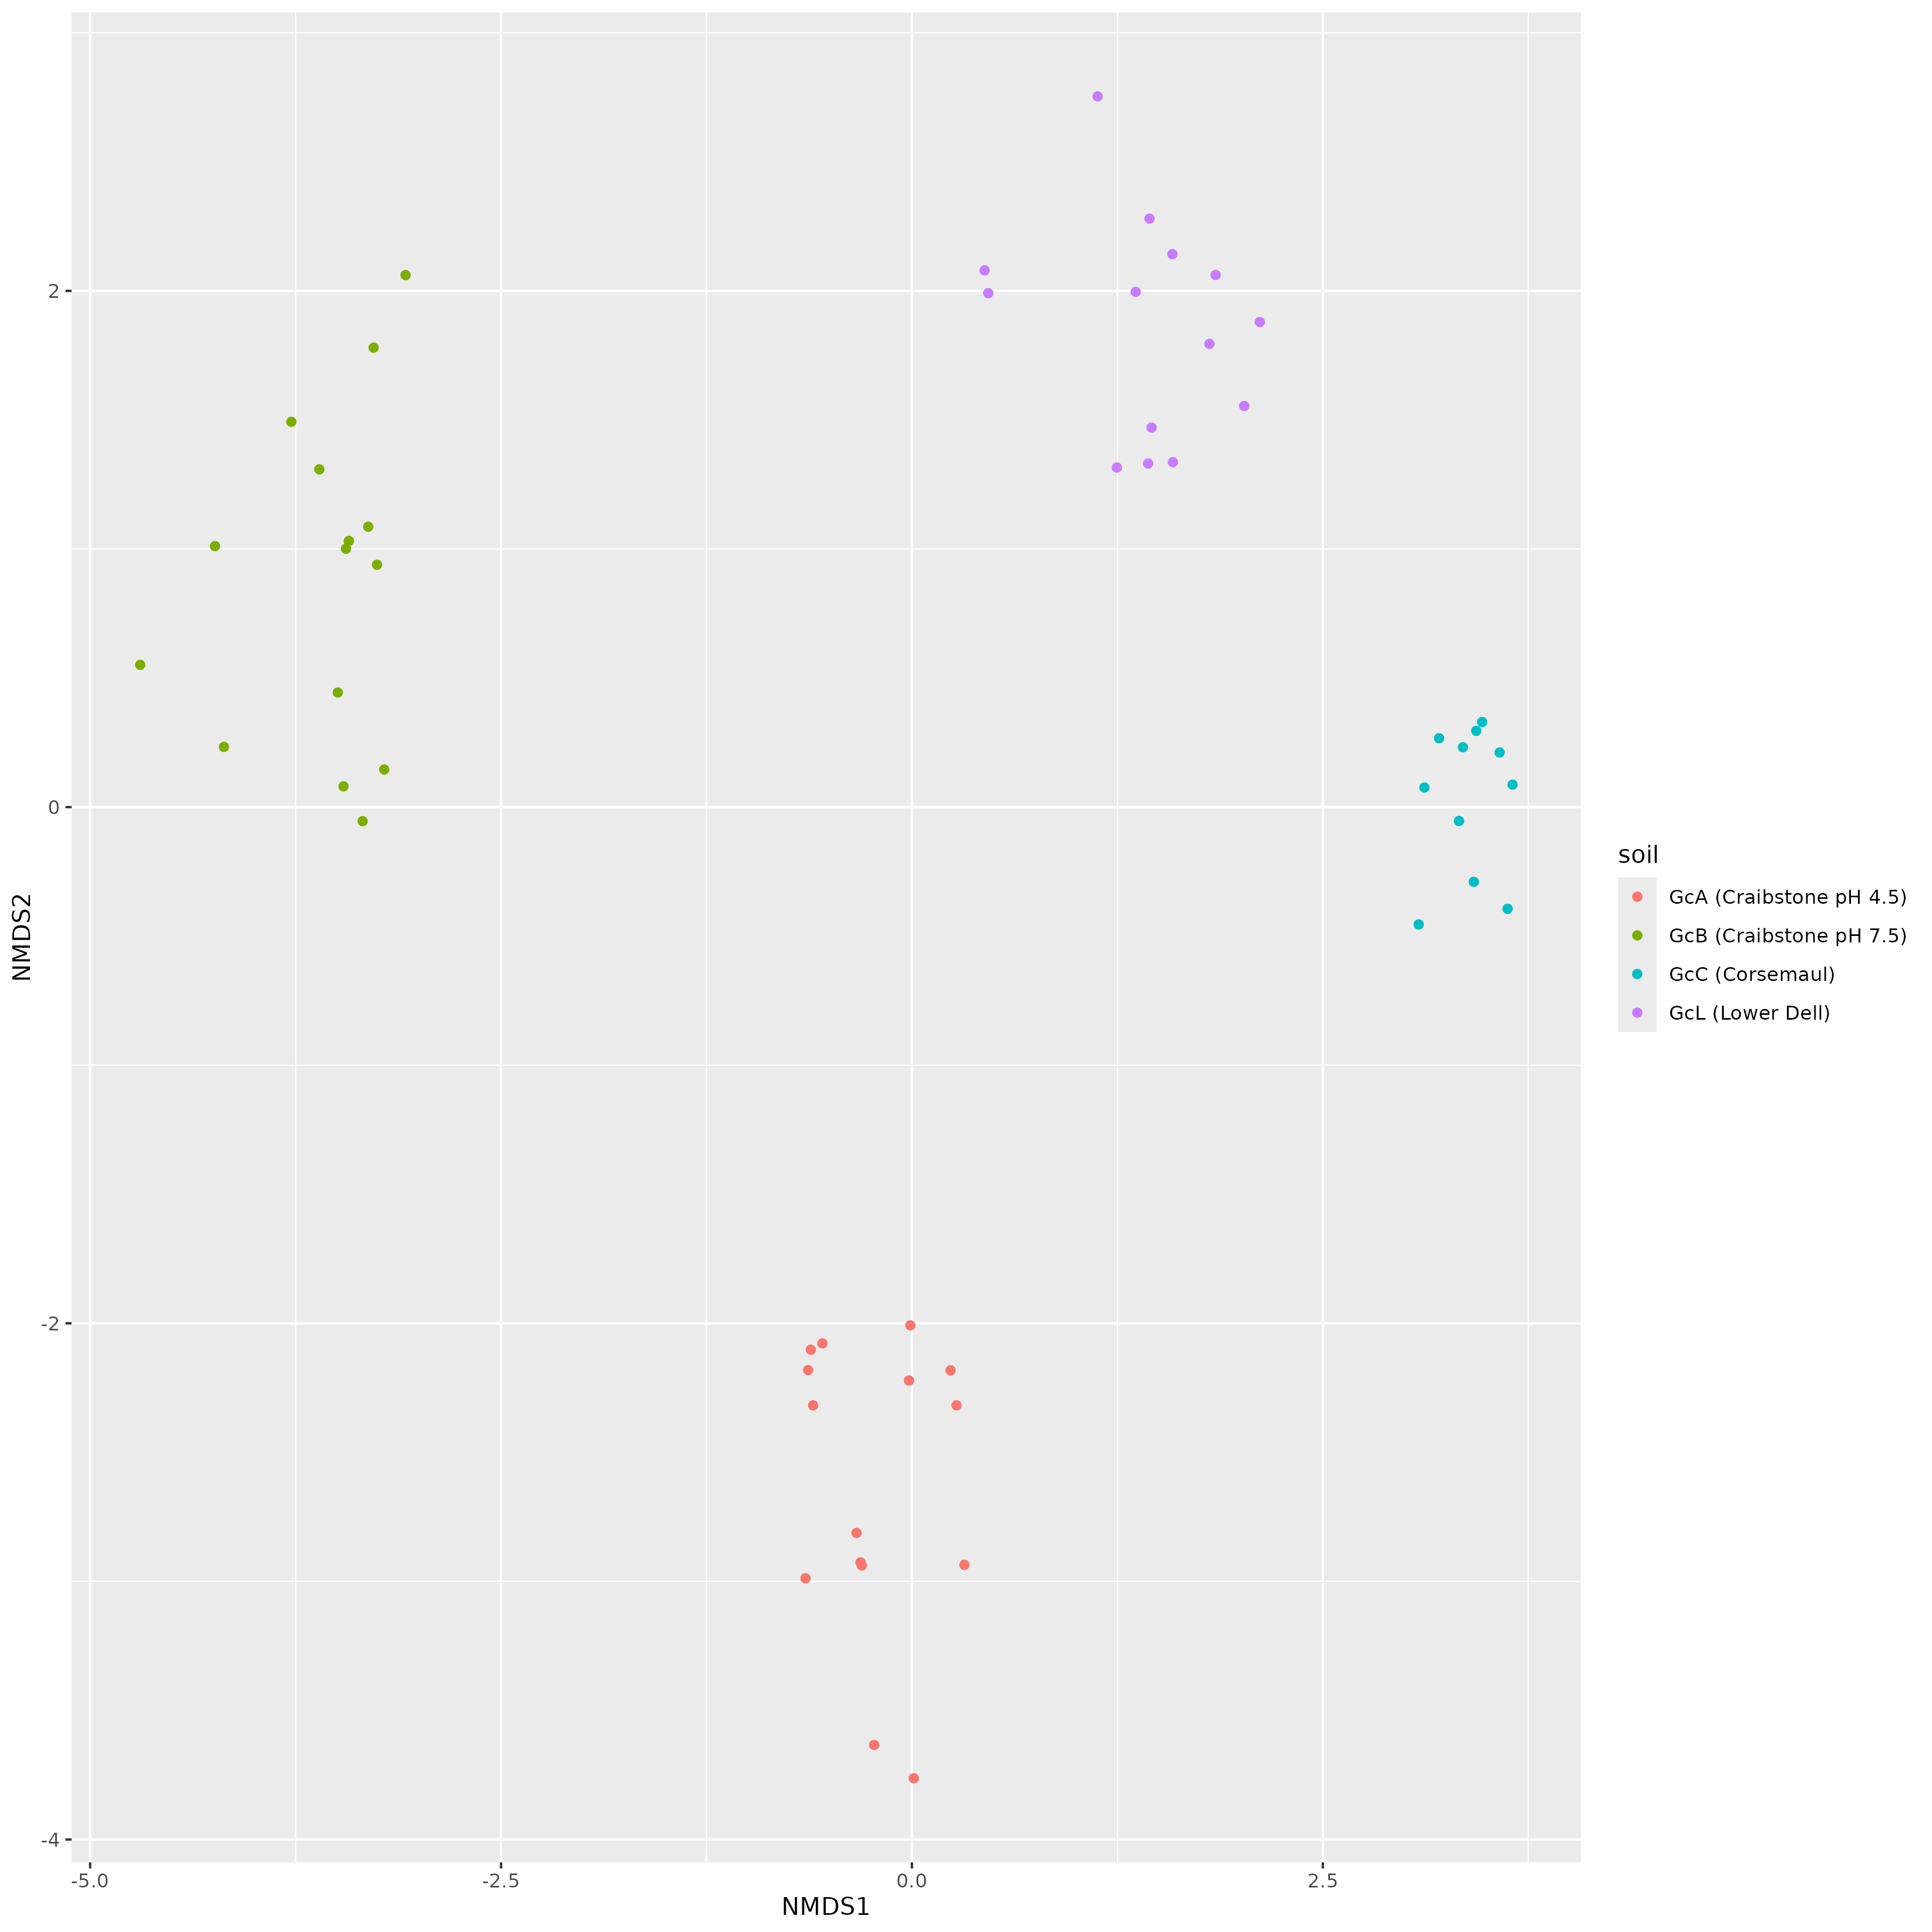 2
0
-2
-4
-5.0
-2.5
0.0
2.5
NMDS1
NMDS2
soil
GcA (Craibstone pH 4.5)
GcB (Craibstone pH 7.5)
GcC (Corsemaul)
GcL (Lower Dell)